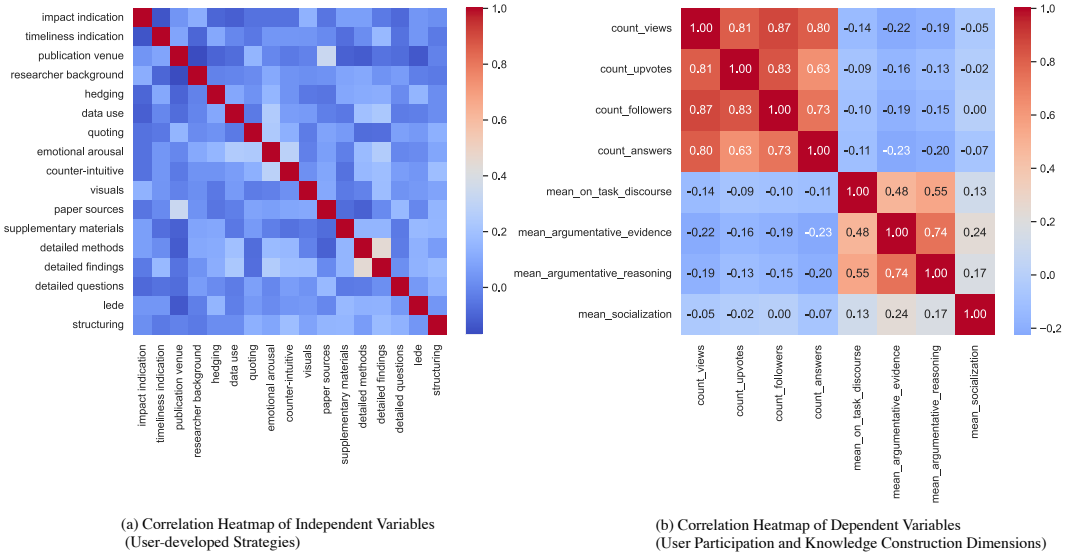 impact indication
timeliness indication
publication venue
researcher background
hedging
data use
quoting
emotional arousal
counter-intuitive
visuals
paper sources
supplementary materials
detailed methods
detailed findings
detailed questions
lede
structuring
impact indication
timeliness indication
publication venue
researcher background
hedging
data use
quoting
emotional arousal
counter-intuitive
visuals
paper sources
supplementary materials
detailed methods
detailed findings
detailed questions
lede
structuring
1.0
0.8
0.6
0.4
0.2
0.0
(a) Correlation Heatmap of Independent Variables
(User-developed Strategies)
count_views 1.00 0.81 0.87 0.80 -0.14 -0.22 -0.19 -0.05
count_upvotes 0.81 1.00 0.83 0.63 -0.09 -0.16 -0.13 -0.02
count_followers 0.87 0.83 1.00 0.73 -0.10 -0.19 -0.15 0.00
count_answers 0.80 0.63 0.73 1.00 -0.11 -0.23 -0.20 -0.07
mean_on_task_discourse -0.14 -0.09 -0.10 -0.11 1.00 0.48 0.55 0.13
mean_argumentative_evidence -0.22 -0.16 -0.19 -0.23 0.48 1.00 0.74 0.24
mean_argumentative_reasoning -0.19 -0.13 -0.15 -0.20 0.55 0.74 1.00 0.17
mean_socialization -0.05 -0.02 0.00 -0.07 0.13 0.24 0.17 1.00
count_views
count_upvotes
count_followers
count_answers
mean_on_task_discourse
mean_argumentative_evidence
mean_argumentative_reasoning
mean_socialization
1.0
0.8
0.6
0.4
0.2
0.0
-0.2
(b) Correlation Heatmap of Dependent Variables
(User Participation and Knowledge Construction Dimensions)